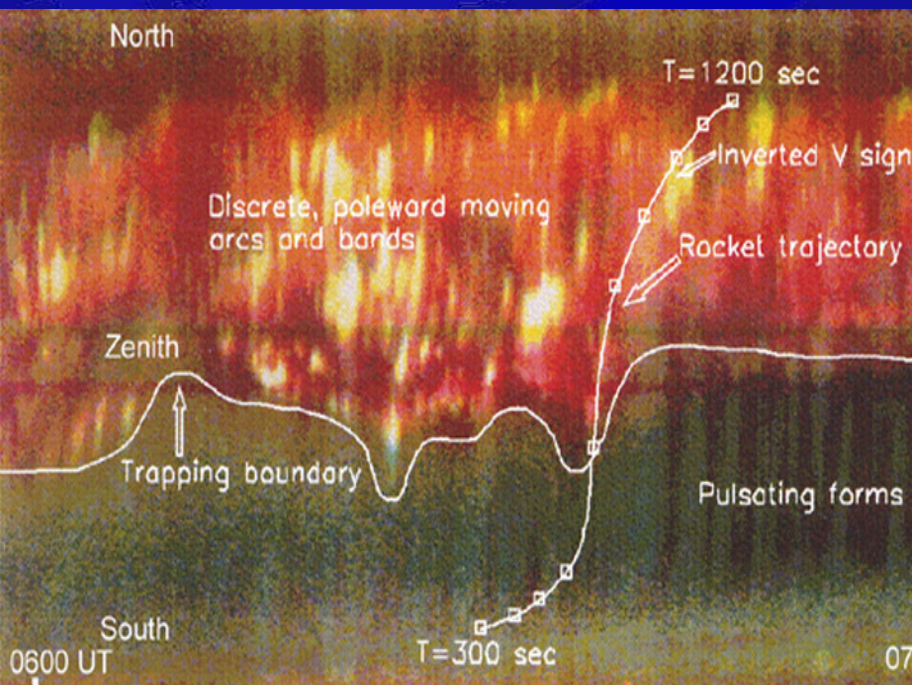 North
T=1200 sec
Inverted V sign
Discrete, poleward moving
arcs and bands
Rocket trajectory
Zenith
Trapping boundary
Pulsating forms
South
T=300 sec
0600 UT
07